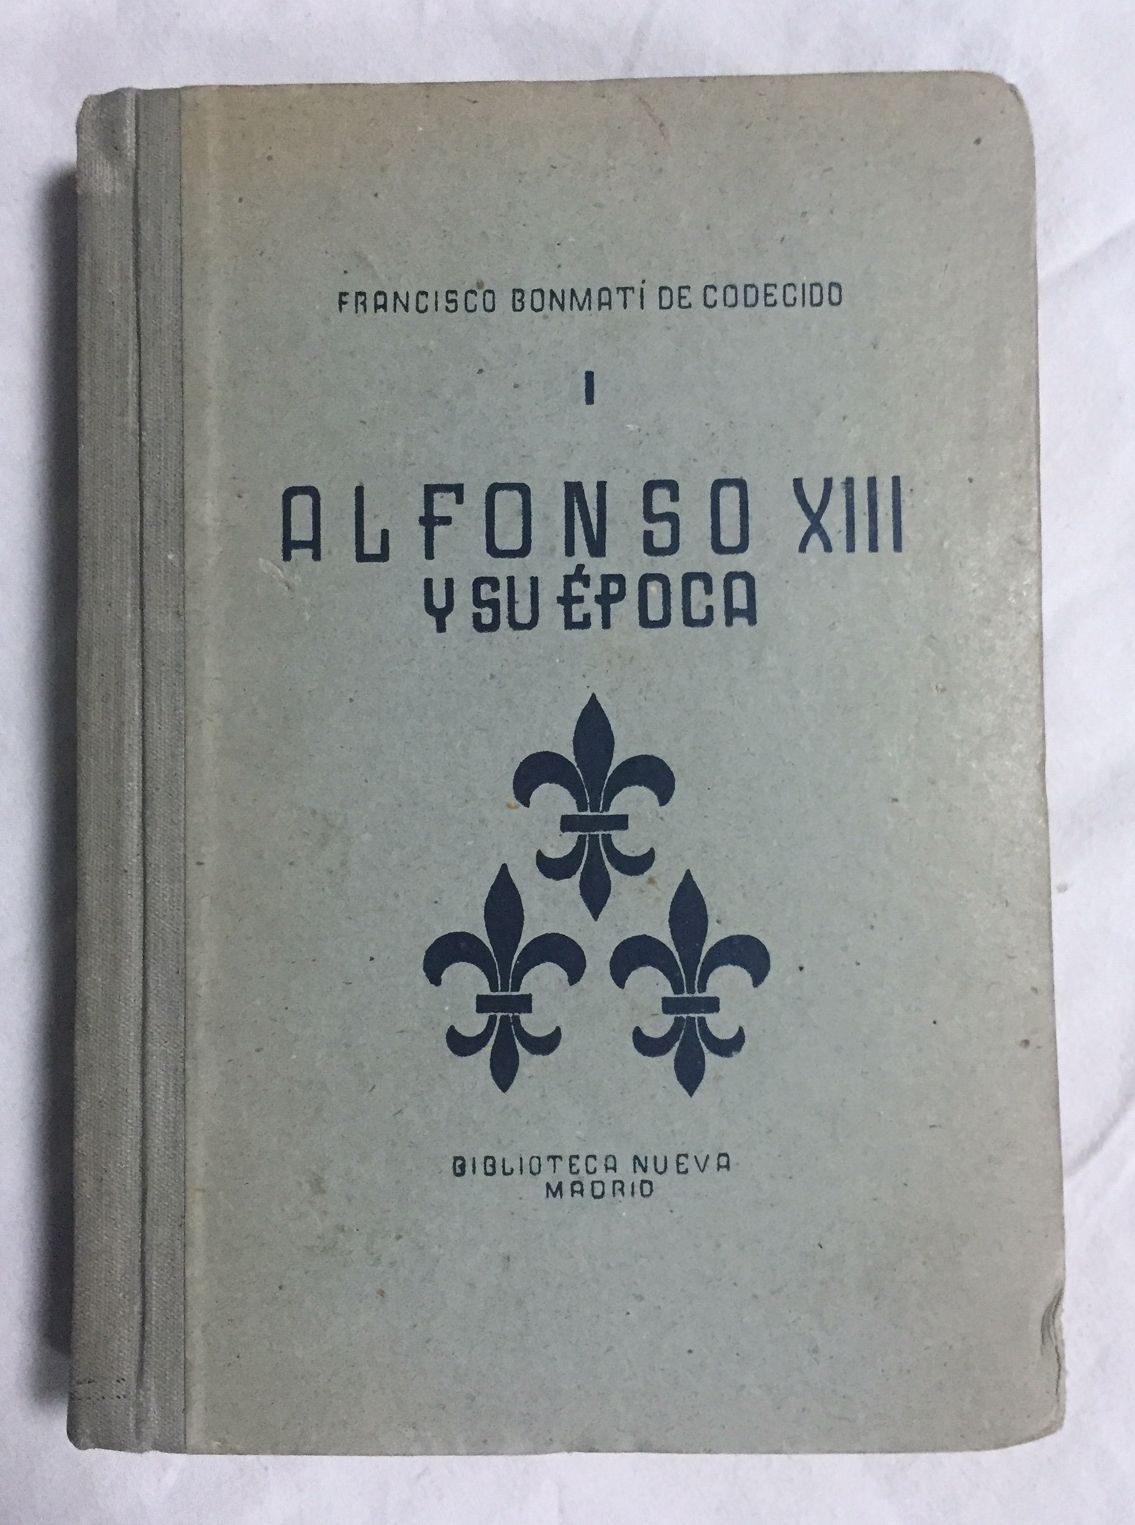 FRANCISCO BONMATÍ DE CODECIDO
I
ALFONSO XIII
Y SU ÉPOCA
BIBLIOTECA NUEVA
MADRID